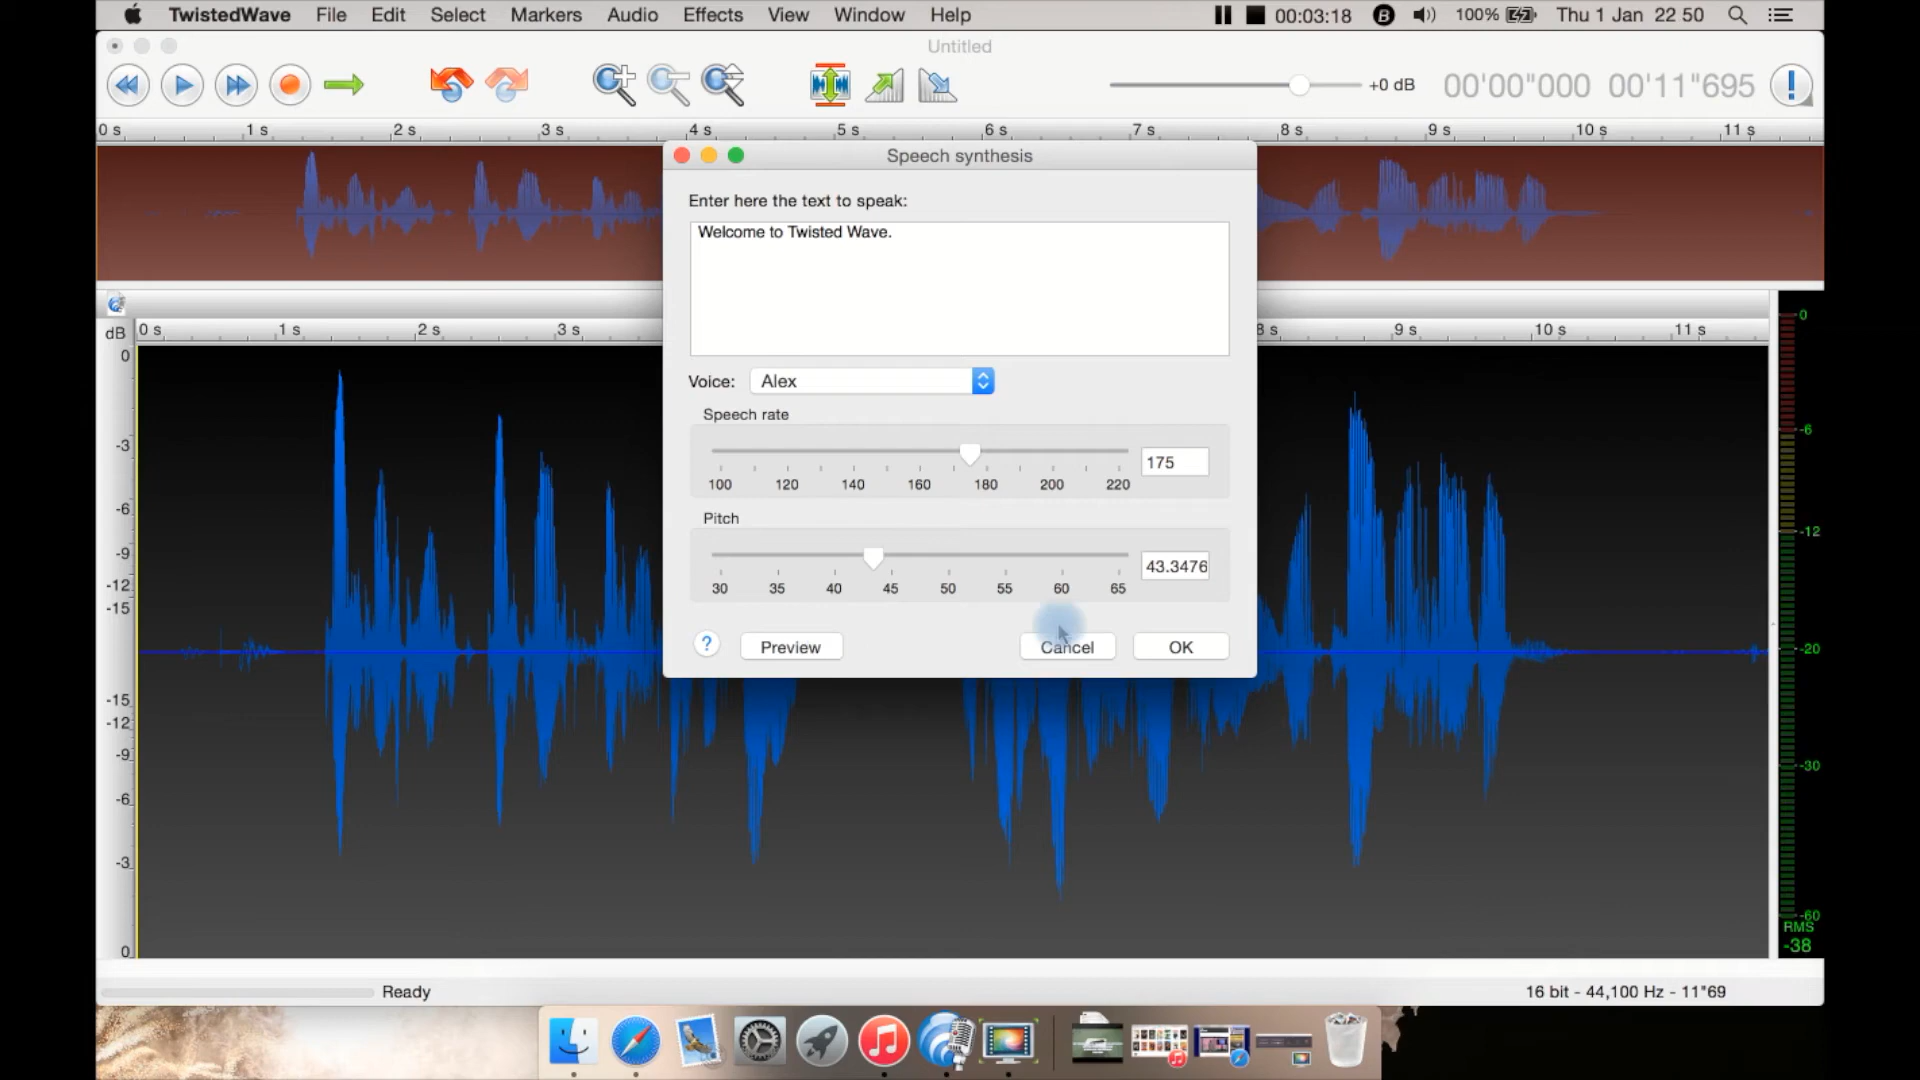 TwistedWave File Edit Select Markers Audio Effects View Window Help 00:03:18 B 100% Thu 1 Jan 22 50
Untitled
+0 dB 00'00"000 00'11"695
0 s 1 s 2 s 3 s 4 s 5 s 6 s 7 s 8 s 9 s 10 s 11 s
Speech synthesis
Enter here the text to speak:
Welcome to Twisted Wave.
dB 0 s 1 s 2 s 3 s 8 s 9 s 10 s 11 s
0
-3
-6
-9
-12
-15
-15
-12
-9
-6
-3
0
Voice: Alex
Speech rate
175
100 120 140 160 180 200 220
Pitch
43.3476
30 35 40 45 50 55 60 65
? Preview Cancel OK
0
-6
-12
-20
-30
-60
RMS
-38
Ready 16 bit - 44,100 Hz - 11"69